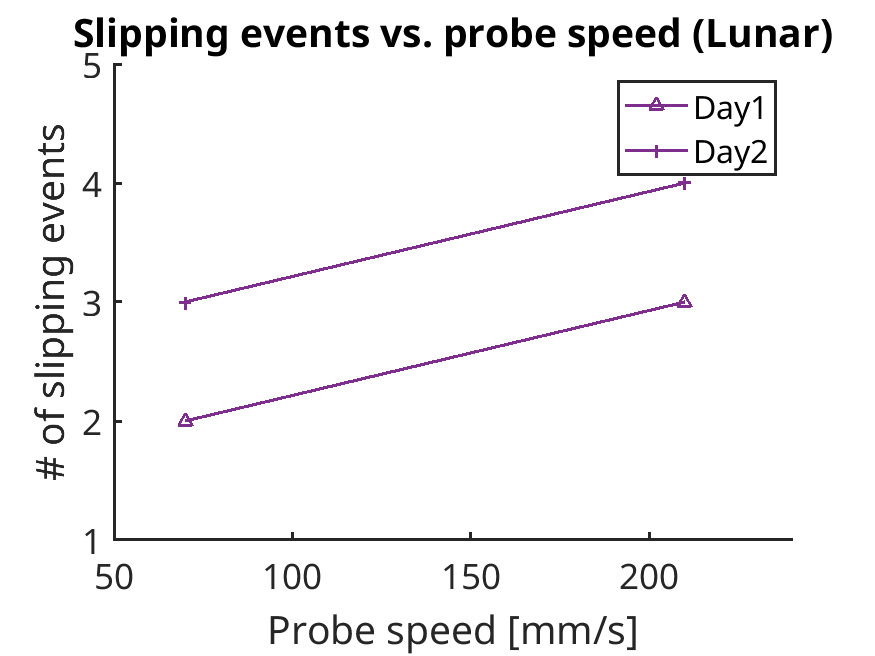 Slipping events vs. probe speed (Lunar)
5
4
3
2
1
# of slipping events
Day1
Day2
50 100 150 200
Probe speed [mm/s]